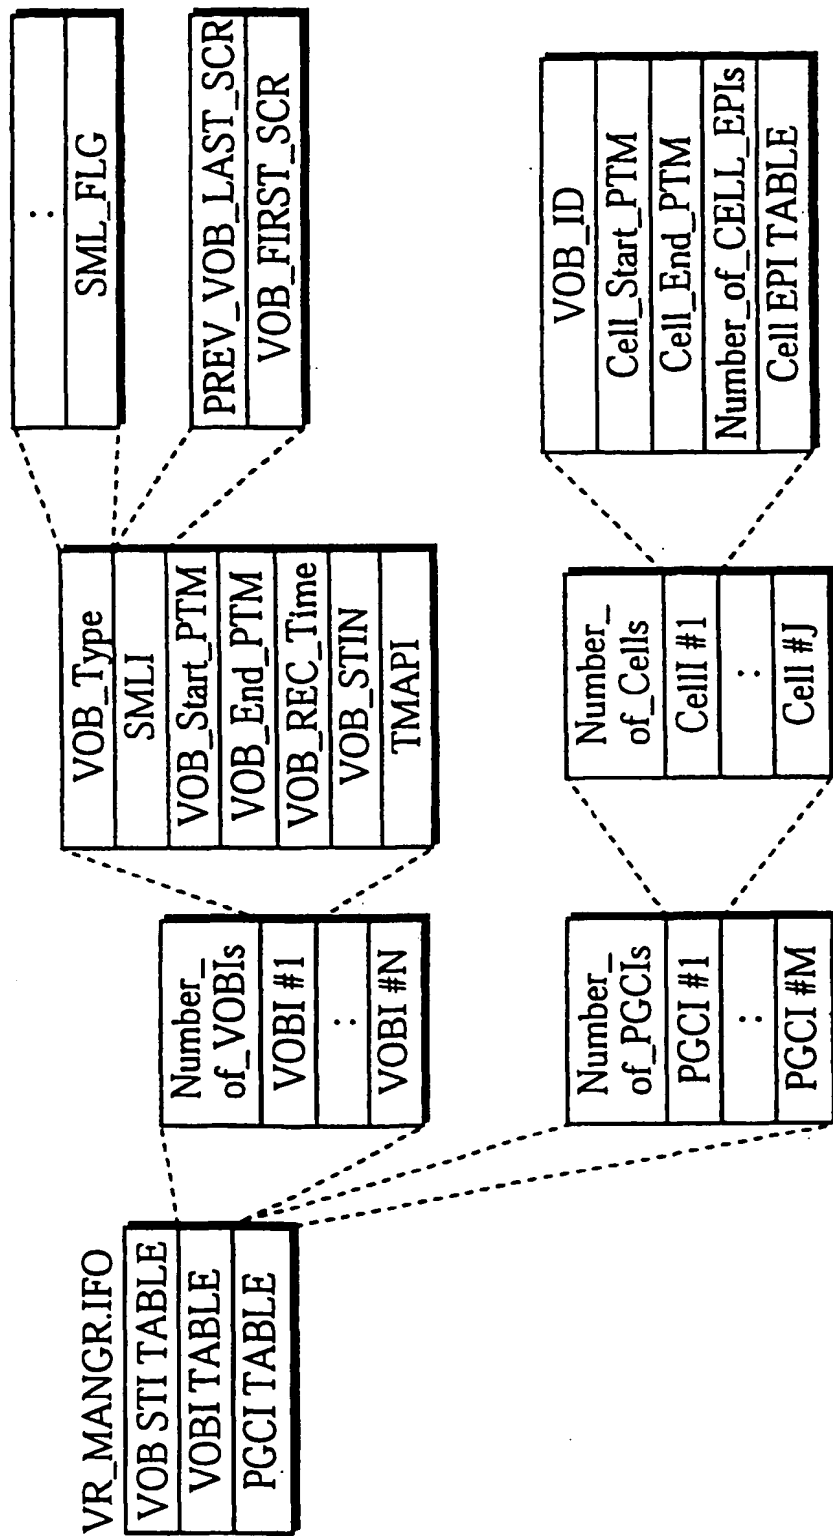 VR_MANGR.IFO
VOB STI TABLE
VOBI TABLE
PGCI TABLE
Number_
of_VOBIs
VOBI #1
:
VOBI #N
VOB_Type
SMLI
VOB_Start_PTM
VOB_End_PTM
VOB_REC_Time
VOB_STIN
TMAPI
:
SML_FLG
PREV_VOB_LAST_SCR
VOB_FIRST_SCR
Number_
of_PGCIs
PGCI #1
:
PGCI #M
Number_
of_Cells
CellI #1
:
Cell #J
VOB_ID
Cell_Start_PTM
Cell_End_PTM
Number_of_CELL_EPIs
Cell EPI TABLE